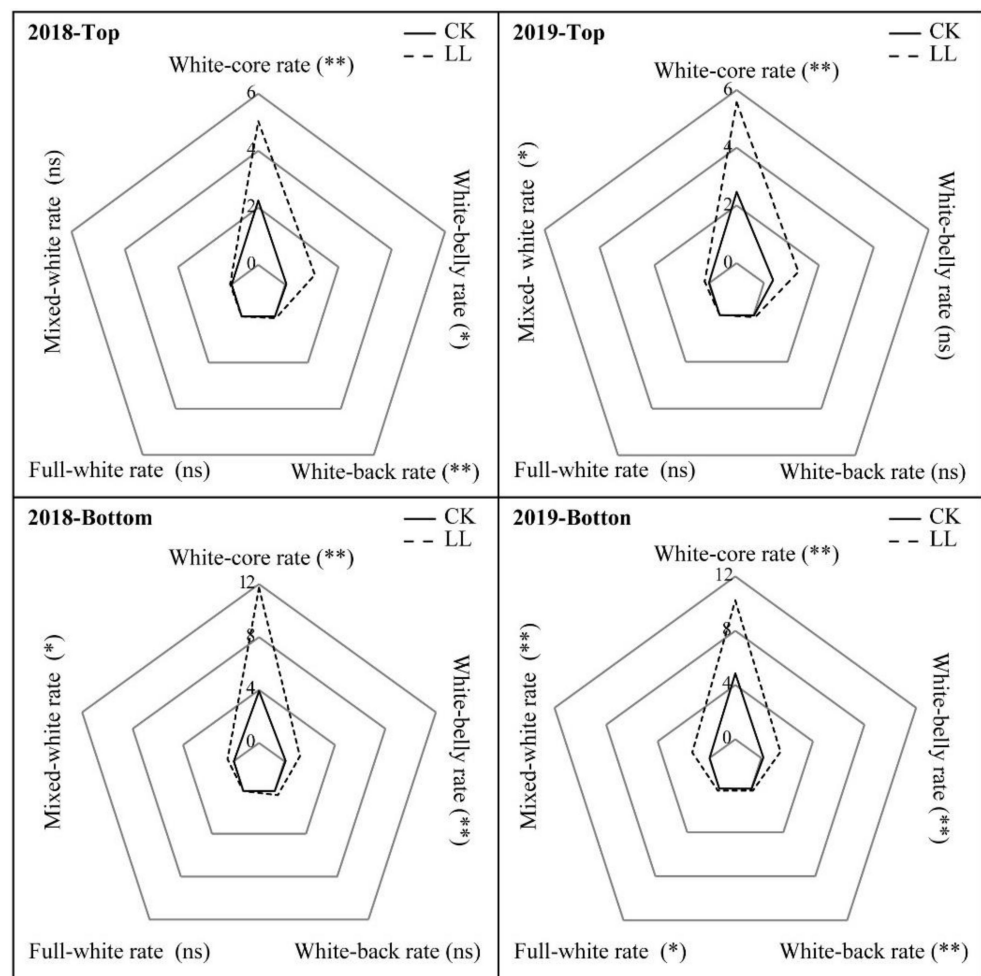 2018-Top
CK
LL
White-core rate (**)
6
4
2
0
Mixed-white rate (ns)
White-belly rate (*)
Full-white rate (ns)
White-back rate (**)
2019-Top
CK
LL
White-core rate (**)
6
4
2
0
Mixed- white rate (*)
White-belly rate (ns)
Full-white rate (ns)
White-back rate (ns)
2018-Bottom
CK
LL
White-core rate (**)
12
8
4
0
Mixed-white rate (*)
White-belly rate (**)
Full-white rate (ns)
White-back rate (ns)
2019-Botton
CK
LL
White-core rate (**)
12
8
4
0
Mixed-white rate (**)
White-belly rate (**)
Full-white rate (*)
White-back rate (**)